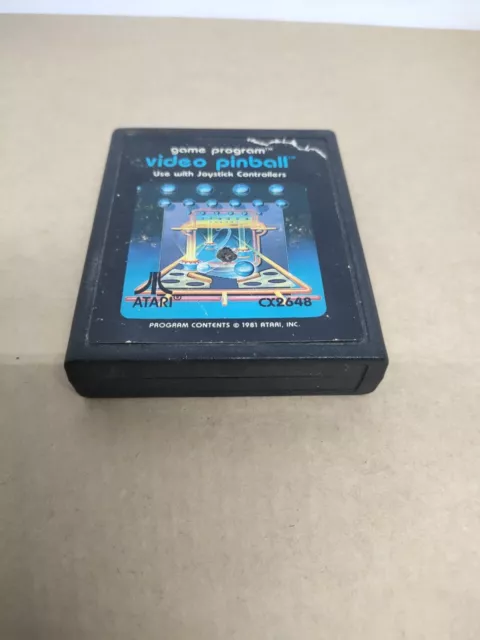 game program™
video pinball™
Use with Joystick Controllers
ATARI®
CX2648
PROGRAM CONTENTS © 1981 ATARI, INC.